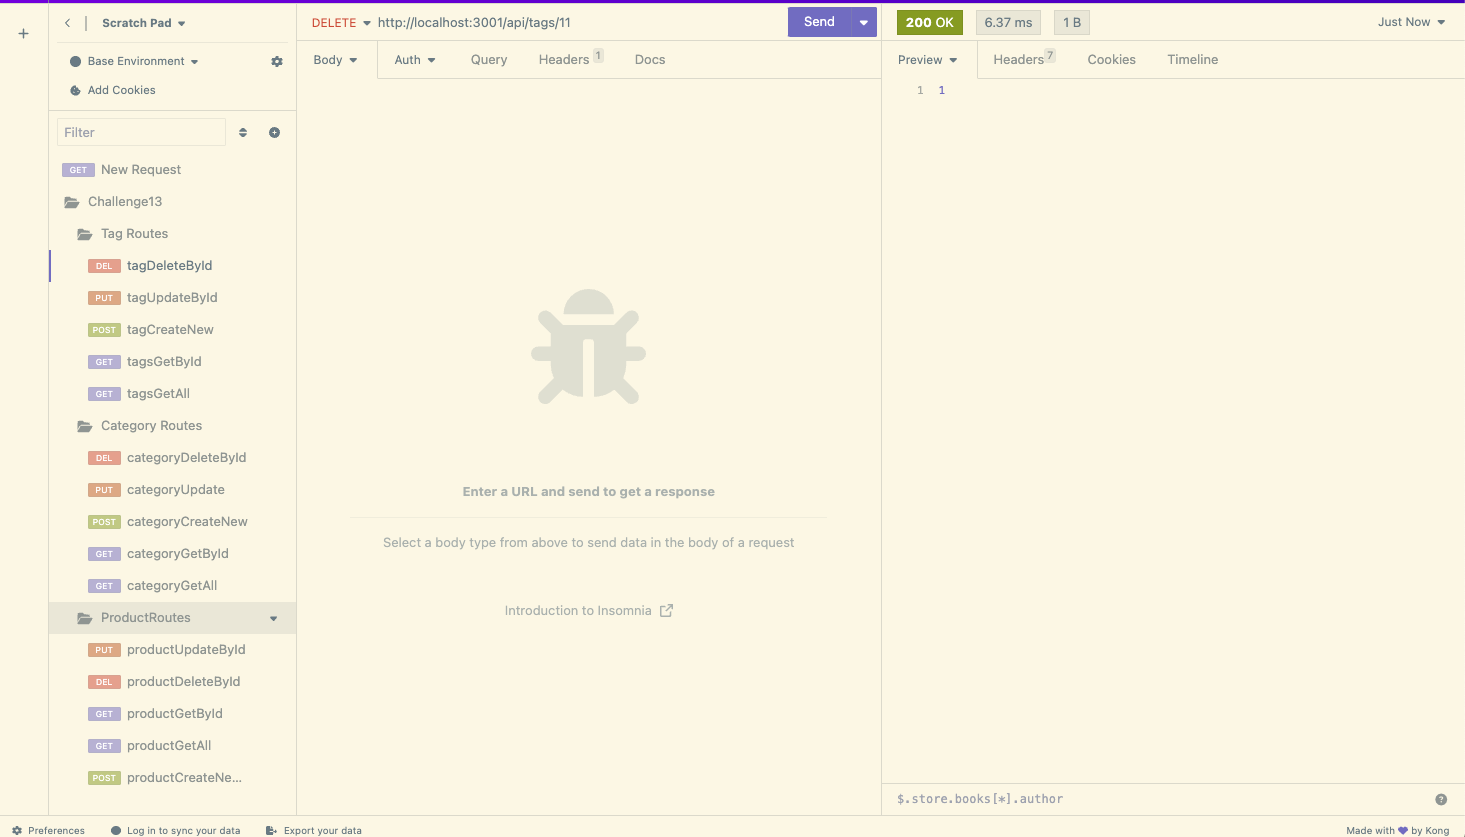 Scratch Pad
DELETE http://localhost:3001/api/tags/11
Send
200 OK
6.37 ms
1 B
Just Now
Base Environment
Add Cookies
Body
Auth
Query
Headers 1
Docs
Preview
Headers 7
Cookies
Timeline
1 1
Filter
GET New Request
Challenge13
Tag Routes
DEL tagDeleteById
PUT tagUpdateById
POST tagCreateNew
GET tagsGetById
GET tagsGetAll
Category Routes
DEL categoryDeleteById
PUT categoryUpdate
POST categoryCreateNew
GET categoryGetById
GET categoryGetAll
ProductRoutes
PUT productUpdateById
DEL productDeleteById
GET productGetById
GET productGetAll
POST productCreateNe...
Enter a URL and send to get a response
Select a body type from above to send data in the body of a request
Introduction to Insomnia
$.store.books[*].author
Preferences
Log in to sync your data
Export your data
Made with by Kong